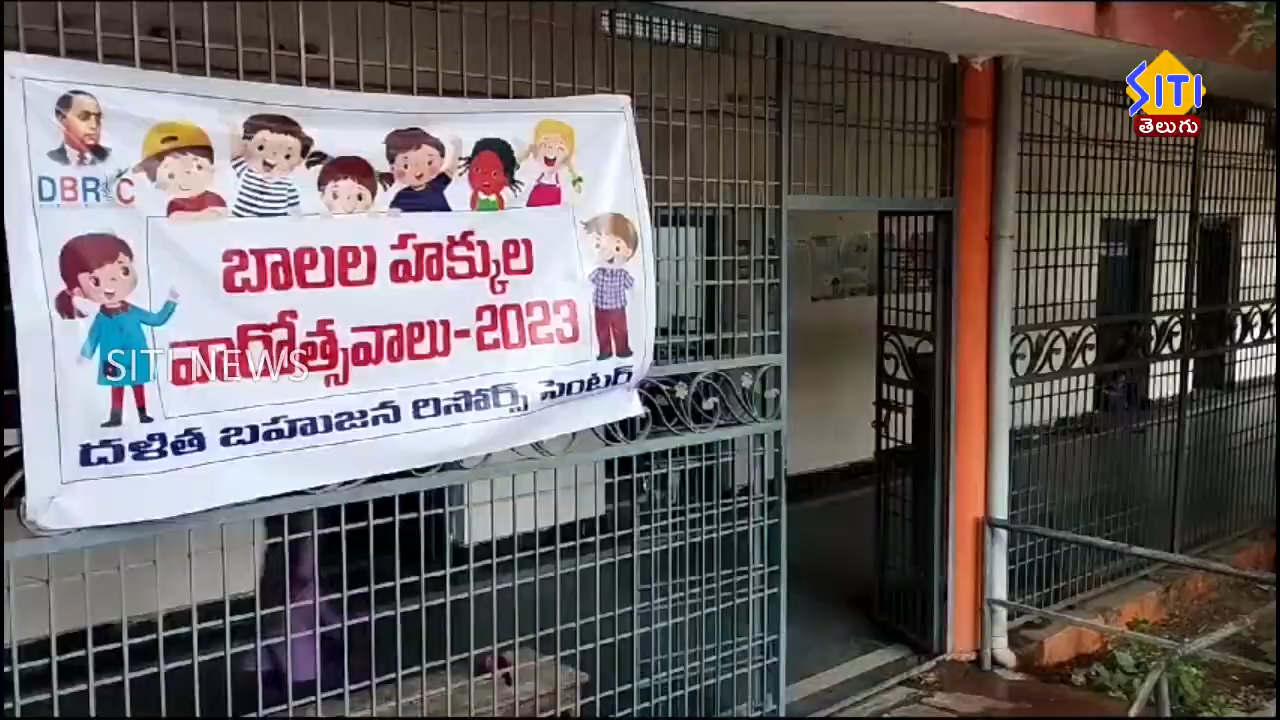 SITI
తెలుగు
DBRC
బాలల హక్కుల
వారోత్సవాలు-2023
SITI NEWS
దళిత బహుజన రిసోర్స్ సెంటర్